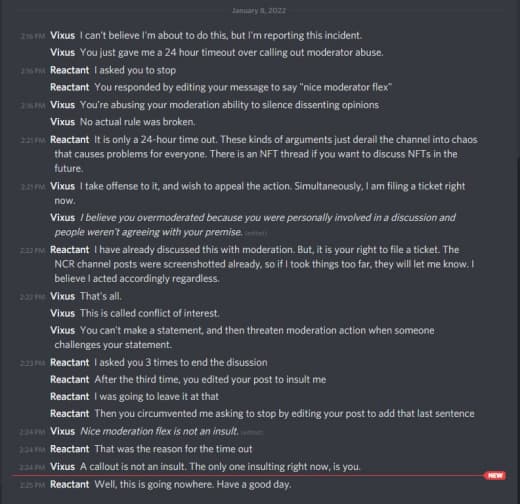 January 8, 2022
2:16 PM Vixus I can't believe I'm about to do this, but I'm reporting this incident.
Vixus You just gave me a 24 hour timeout over calling out moderator abuse.
2:16 PM Reactant I asked you to stop
Reactant You responded by editing your message to say "nice moderator flex"
2:16 PM Vixus You're abusing your moderation ability to silence dissenting opinions
Vixus No actual rule was broken.
2:21 PM Reactant It is only a 24-hour time out. These kinds of arguments just derail the channel into chaos
that causes problems for everyone. There is an NFT thread if you want to discuss NFTs in the
future.
2:21 PM Vixus I take offense to it, and wish to appeal the action. Simultaneously, I am filing a ticket right
now.
Vixus I believe you overmoderated because you were personally involved in a discussion and
people weren't agreeing with your premise. (edited)
2:22 PM Reactant I have already discussed this with moderation. But, it is your right to file a ticket. The
NCR channel posts were screenshotted already, so if I took things too far, they will let me know. I
believe I acted accordingly regardless.
2:22 PM Vixus That's all.
Vixus This is called conflict of interest.
Vixus You can't make a statement, and then threaten moderation action when someone
challenges your statement.
2:23 PM Reactant I asked you 3 times to end the disussion
Reactant After the third time, you edited your post to insult me
Reactant I was going to leave it at that
Reactant Then you circumvented me asking to stop by editing your post to add that last sentence
2:24 PM Vixus Nice moderation flex is not an insult. (edited)
2:24 PM Reactant That was the reason for the time out
2:24 PM Vixus A callout is not an insult. The only one insulting right now, is you.
NEW
2:25 PM Reactant Well, this is going nowhere. Have a good day.